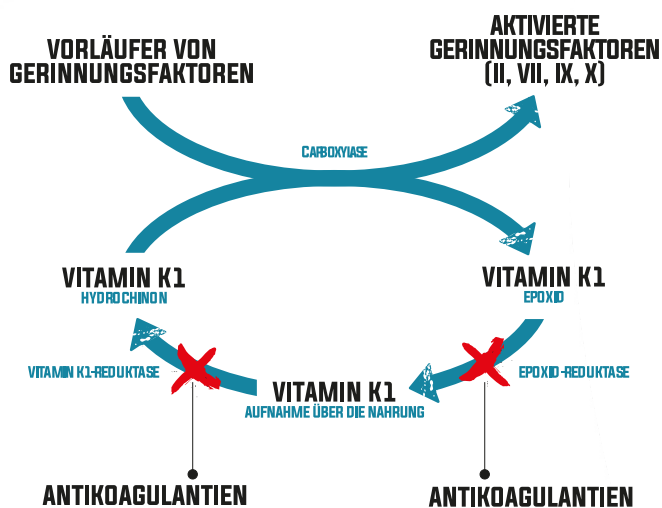 VORLÄUFER VON
GERINNUNGSFAKTOREN
AKTIVIERTE
GERINNUNGSFAKTOREN
(II, VII, IX, X)
CARBOXYLASE
VITAMIN K1
HYDROCHINON
VITAMIN K1
EPOXID
VITAMIN K1-REDUKTASE
EPOXID-REDUKTASE
VITAMIN K1
AUFNAHME ÜBER DIE NAHRUNG
ANTIKOAGULANTIEN
ANTIKOAGULANTIEN